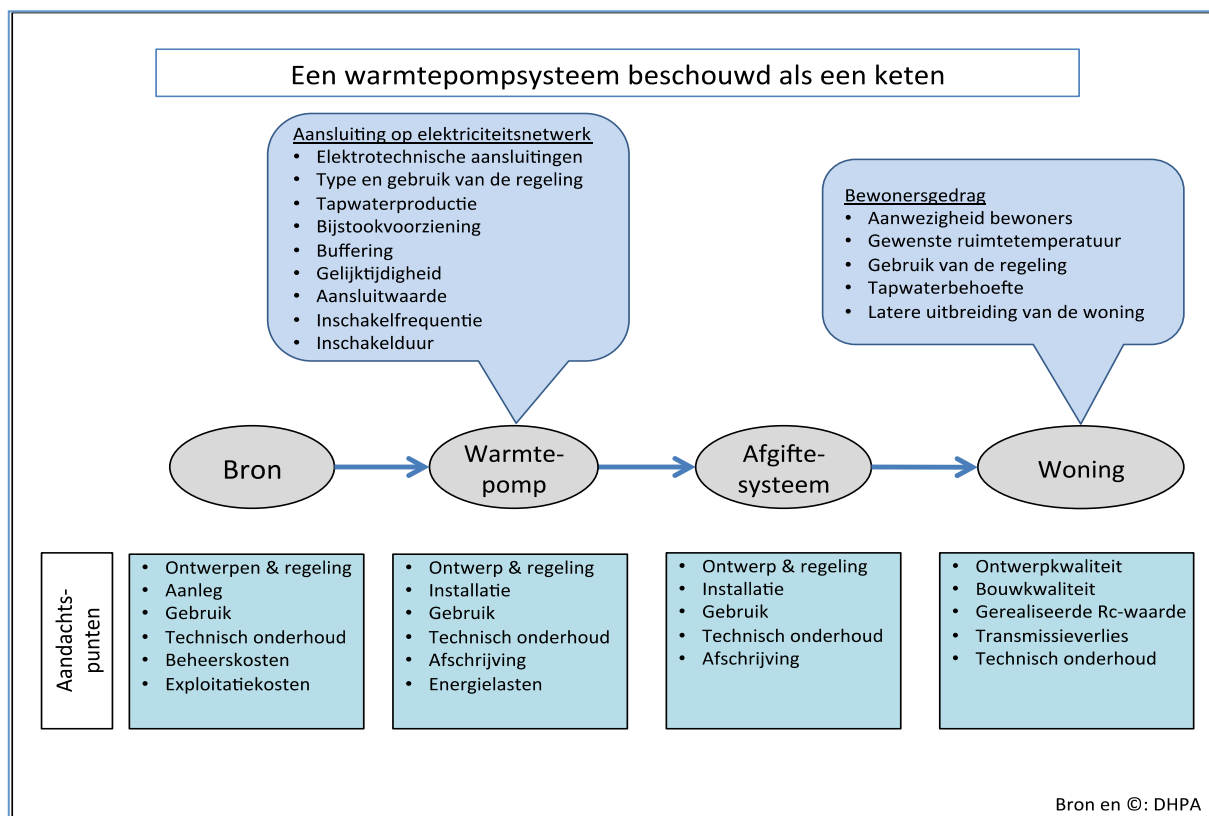 Een warmtepompsysteem beschouwd als een keten
Aansluiting op elektriciteitsnetwerk
• Elektrotechnische aansluitingen
• Type en gebruik van de regeling
• Tapwaterproductie
• Bijstookvoorziening
• Buffering
• Gelijktijdigheid
• Aansluitwaarde
• Inschakelfrequentie
• Inschakelduur
Bewonersgedrag
• Aanwezigheid bewoners
• Gewenste ruimtetemperatuur
• Gebruik van de regeling
• Tapwaterbehoefte
• Latere uitbreiding van de woning
Bron
Warmte-
pomp
Afgifte-
systeem
Woning
Aandachts-
punten
• Ontwerpen & regeling
• Aanleg
• Gebruik
• Technisch onderhoud
• Beheerskosten
• Exploitatiekosten
• Ontwerp & regeling
• Installatie
• Gebruik
• Technisch onderhoud
• Afschrijving
• Energielasten
• Ontwerp & regeling
• Installatie
• Gebruik
• Technisch onderhoud
• Afschrijving
• Ontwerpkwaliteit
• Bouwkwaliteit
• Gerealiseerde Rc-waarde
• Transmissieverlies
• Technisch onderhoud
Bron en ©: DHPA